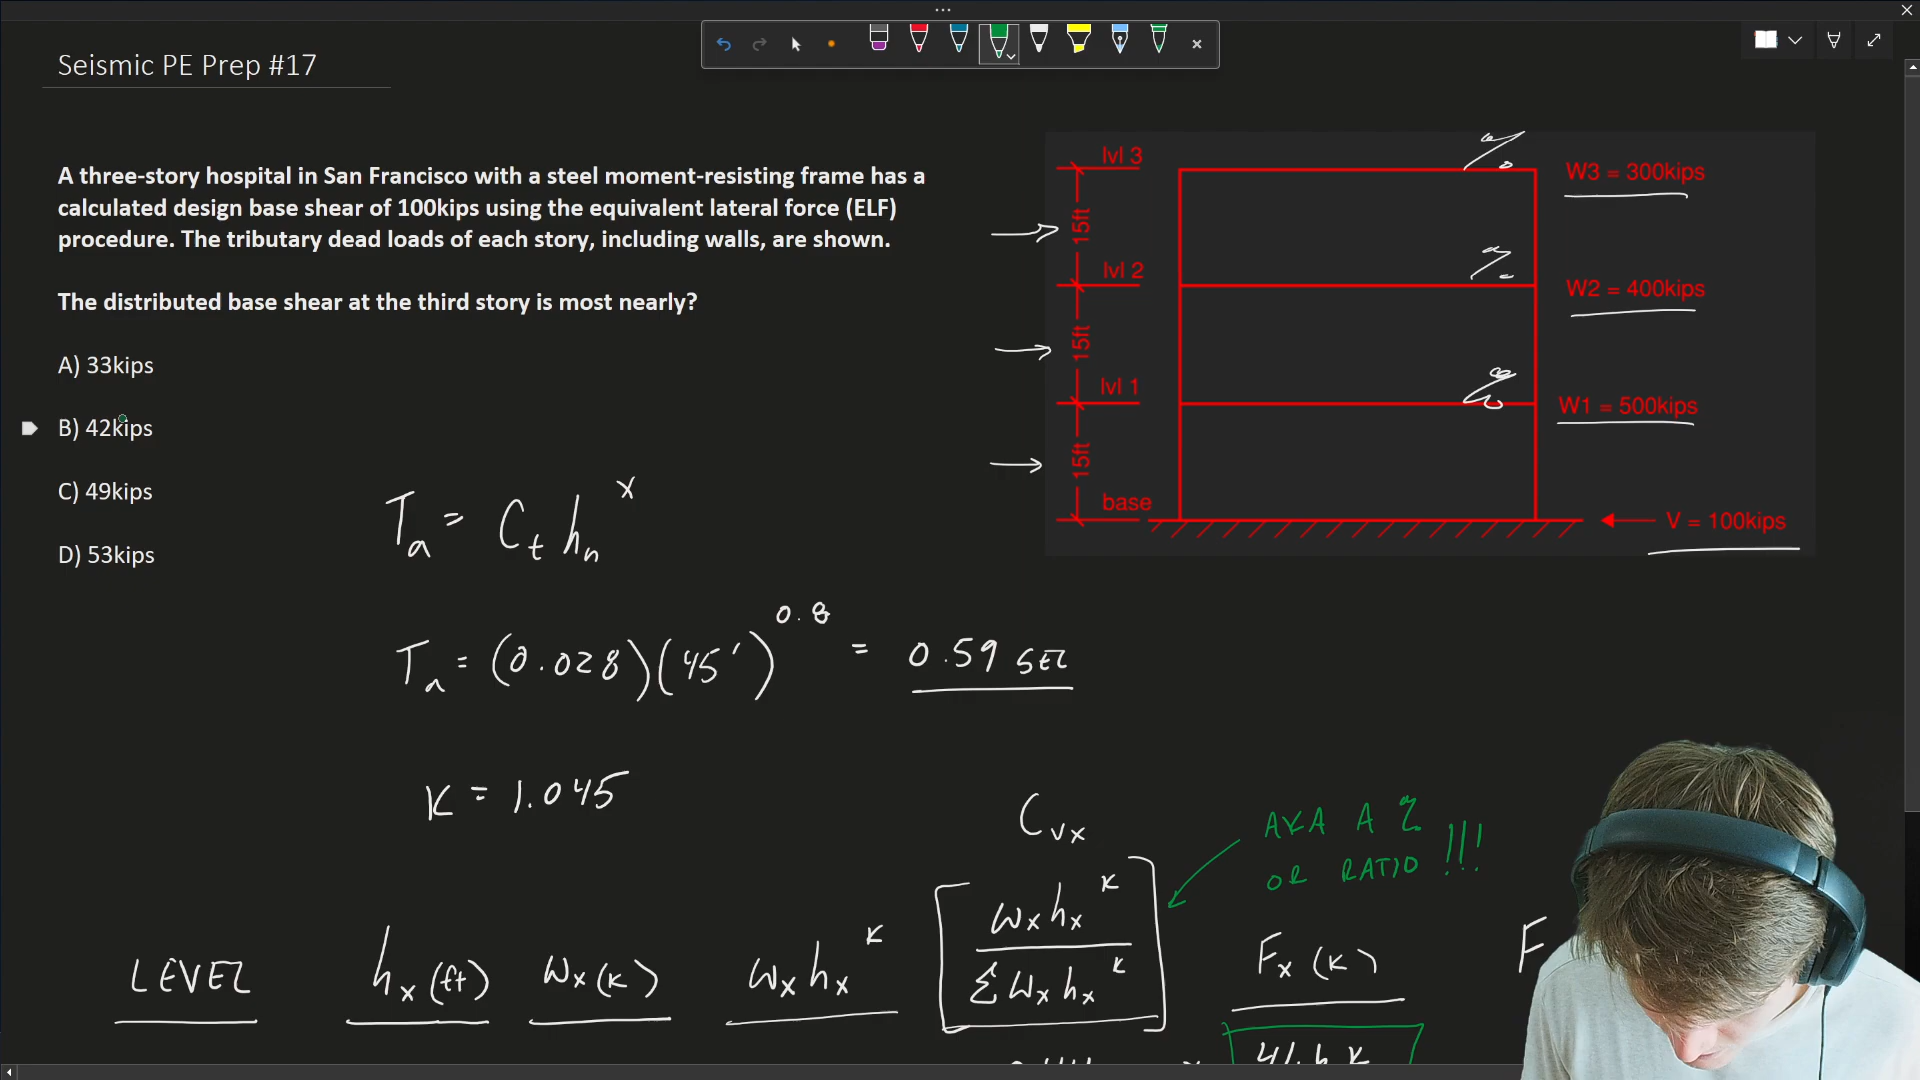 Seismic PE Prep #17
A three-story hospital in San Francisco with a steel moment-resisting frame has a
calculated design base shear of 100kips using the equivalent lateral force (ELF)
procedure. The tributary dead loads of each story, including walls, are shown.
The distributed base shear at the third story is most nearly?
A) 33kips
B) 42kips
C) 49kips
D) 53kips
lvl 3
15ft
lvl 2
15ft
lvl 1
15ft
base
W3 = 300kips
W2 = 400kips
W1 = 500kips
V = 100kips
Ta = Ct hn^x
Ta = (0.028)(45')^0.8 = 0.59 SEC
K = 1.045
Cvx
AKA A %
OR RATIO !!!
LEVEL
hx (ft)
Wx (K)
Wx hx^K
Wx hx^K
Σ Wx hx^K
Fx (K)
F